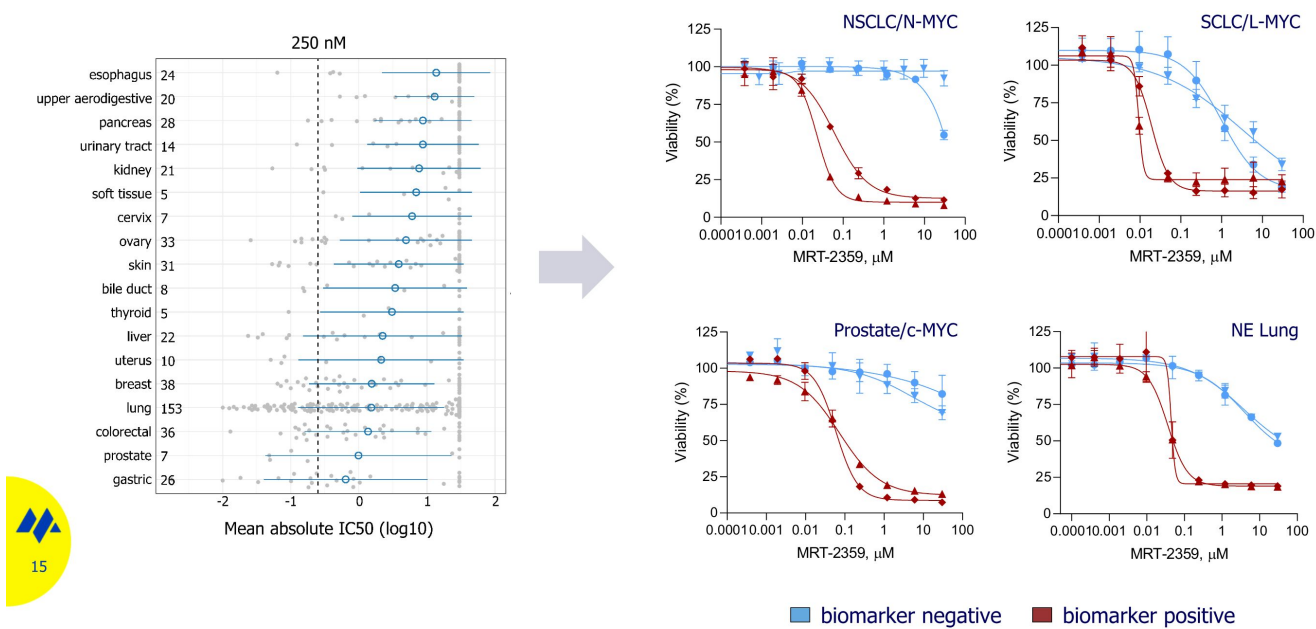 250 nM
esophagus 24
upper aerodigestive 20
pancreas 28
urinary tract 14
kidney 21
soft tissue 5
cervix 7
ovary 33
skin 31
bile duct 8
thyroid 5
liver 22
uterus 10
breast 38
lung 153
colorectal 36
prostate 7
gastric 26
-2 -1 0 1 2
Mean absolute IC50 (log10)
15
NSCLC/N-MYC
125
100
75
50
25
0
Viability (%)
0.0001 0.001 0.01 0.1 1 10 100
MRT-2359, μM
SCLC/L-MYC
125
100
75
50
25
0
Viability (%)
0.0001 0.001 0.01 0.1 1 10 100
MRT-2359, μM
Prostate/c-MYC
125
100
75
50
25
0
Viability (%)
0.0001 0.001 0.01 0.1 1 10 100
MRT-2359, μM
NE Lung
125
100
75
50
25
0
Viability (%)
0.0001 0.001 0.01 0.1 1 10 100
MRT-2359, μM
biomarker negative biomarker positive